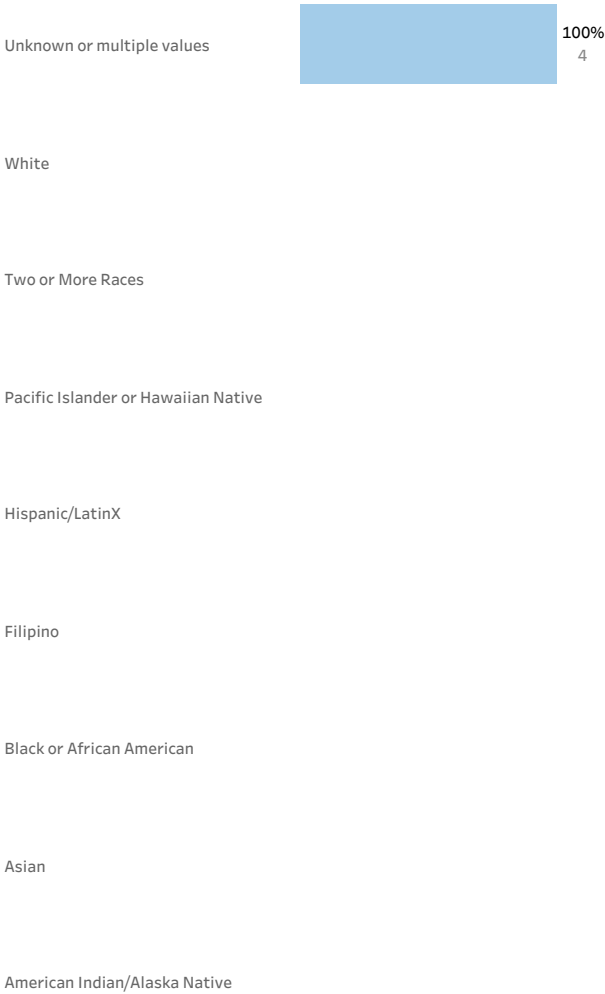 Unknown or multiple values
100%
4
White
Two or More Races
Pacific Islander or Hawaiian Native
Hispanic/LatinX
Filipino
Black or African American
Asian
American Indian/Alaska Native